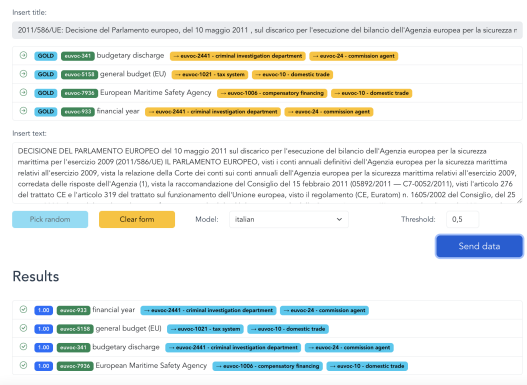 Insert title:
2011/586/UE: Decisione del Parlamento europeo, del 10 maggio 2011 , sul discarico per l'esecuzione del bilancio dell'Agenzia europea per la sicurezza r
GOLD euvoc-341 budgetary discharge → euvoc-2441 - criminal investigation department → euvoc-24 - commission agent
GOLD euvoc-5158 general budget (EU) → euvoc-1021 - tax system → euvoc-10 - domestic trade
GOLD euvoc-7936 European Maritime Safety Agency → euvoc-1006 - compensatory financing → euvoc-10 - domestic trade
GOLD euvoc-933 financial year → euvoc-2441 - criminal investigation department → euvoc-24 - commission agent
Insert text:
DECISIONE DEL PARLAMENTO EUROPEO del 10 maggio 2011 sul discarico per l'esecuzione del bilancio dell'Agenzia europea per la sicurezza
marittima per l'esercizio 2009 (2011/586/UE) IL PARLAMENTO EUROPEO, visti i conti annuali definitivi dell'Agenzia europea per la sicurezza marittima
relativi all'esercizio 2009, vista la relazione della Corte dei conti sui conti annuali dell'Agenzia europea per la sicurezza marittima relativi all'esercizio 2009,
corredata delle risposte dell'Agenzia (1), vista la raccomandazione del Consiglio del 15 febbraio 2011 (05892/2011 — C7-0052/2011), visti l'articolo 276
del trattato CE e l'articolo 319 del trattato sul funzionamento dell'Unione europea, visto il regolamento (CE, Euratom) n. 1605/2002 del Consiglio, del 25
Pick random Clear form Model: italian Threshold: 0,5
Send data
Results
1.00 euvoc-933 financial year → euvoc-2441 - criminal investigation department → euvoc-24 - commission agent
1.00 euvoc-5158 general budget (EU) → euvoc-1021 - tax system → euvoc-10 - domestic trade
1.00 euvoc-341 budgetary discharge → euvoc-2441 - criminal investigation department → euvoc-24 - commission agent
1.00 euvoc-7936 European Maritime Safety Agency → euvoc-1006 - compensatory financing → euvoc-10 - domestic trade